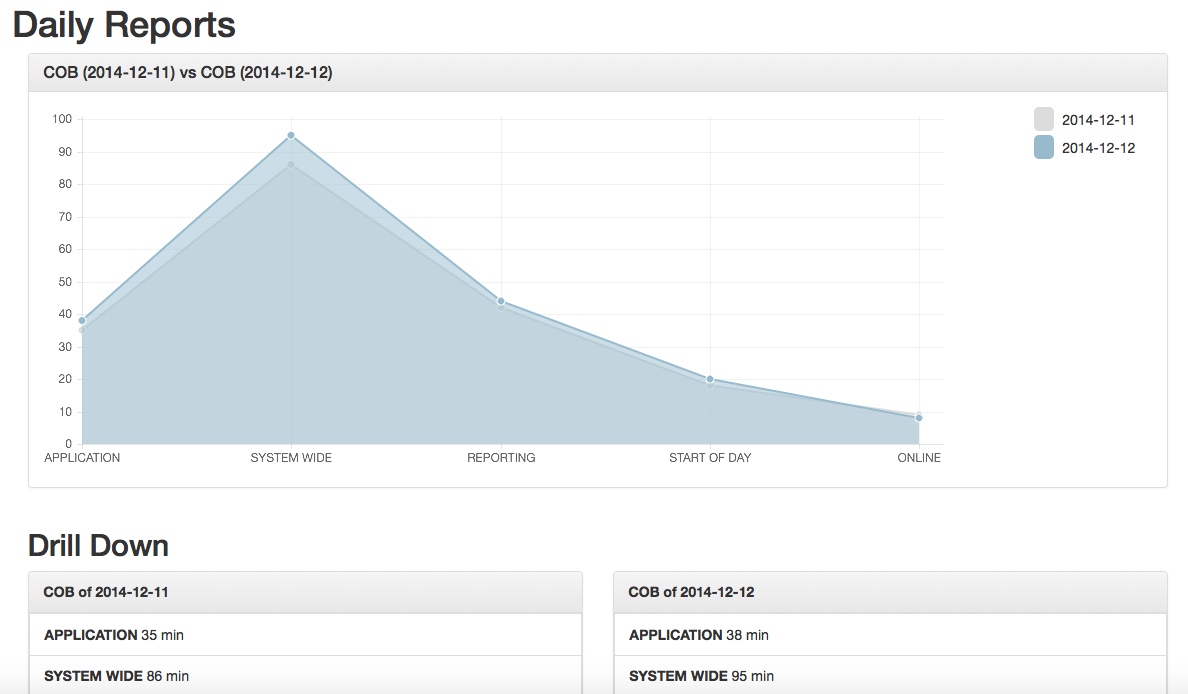 Daily Reports
COB (2014-12-11) vs COB (2014-12-12)
2014-12-11
2014-12-12
100
90
80
70
60
50
40
30
20
10
0
APPLICATION SYSTEM WIDE REPORTING START OF DAY ONLINE
Drill Down
COB of 2014-12-11
APPLICATION 35 min
SYSTEM WIDE 86 min
COB of 2014-12-12
APPLICATION 38 min
SYSTEM WIDE 95 min